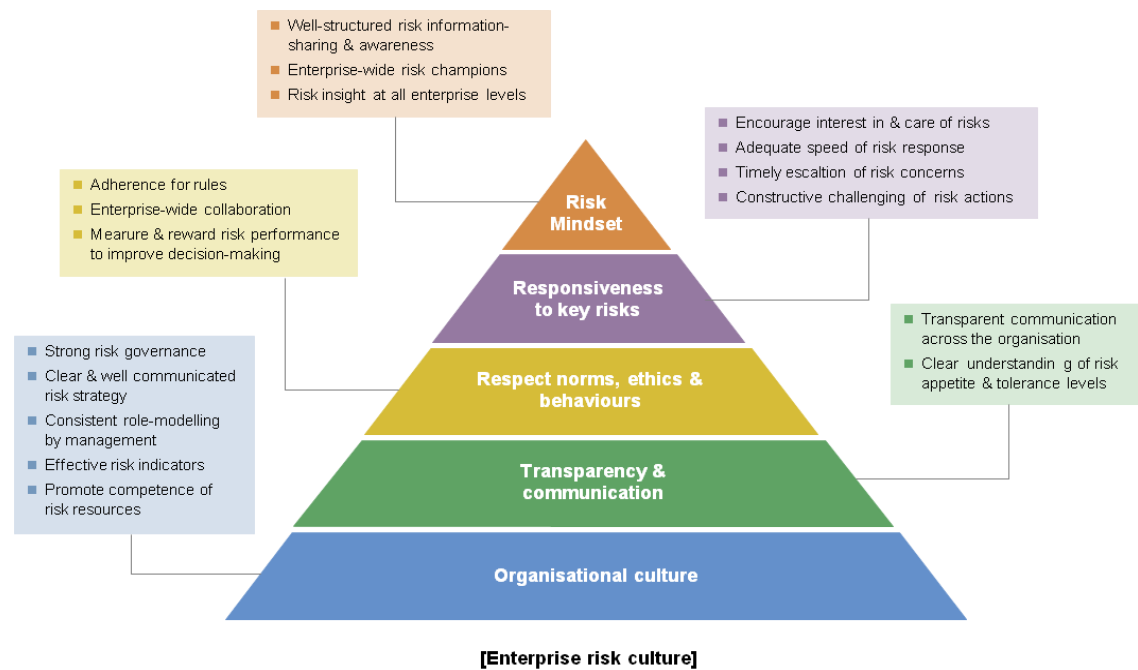 Well-structured risk information-
sharing & awareness
Enterprise-wide risk champions
Risk insight at all enterprise levels
Encourage interest in & care of risks
Adequate speed of risk response
Timely escaltion of risk concerns
Constructive challenging of risk actions
Adherence for rules
Enterprise-wide collaboration
Mearure & reward risk performance
to improve decision-making
Transparent communication
across the organisation
Clear understandin g of risk
appetite & tolerance levels
Strong risk governance
Clear & well communicated
risk strategy
Consistent role-modelling
by management
Effective risk indicators
Promote competence of
risk resources
Risk
Mindset
Responsiveness
to key risks
Respect norms, ethics &
behaviours
Transparency &
communication
Organisational culture
[Enterprise risk culture]